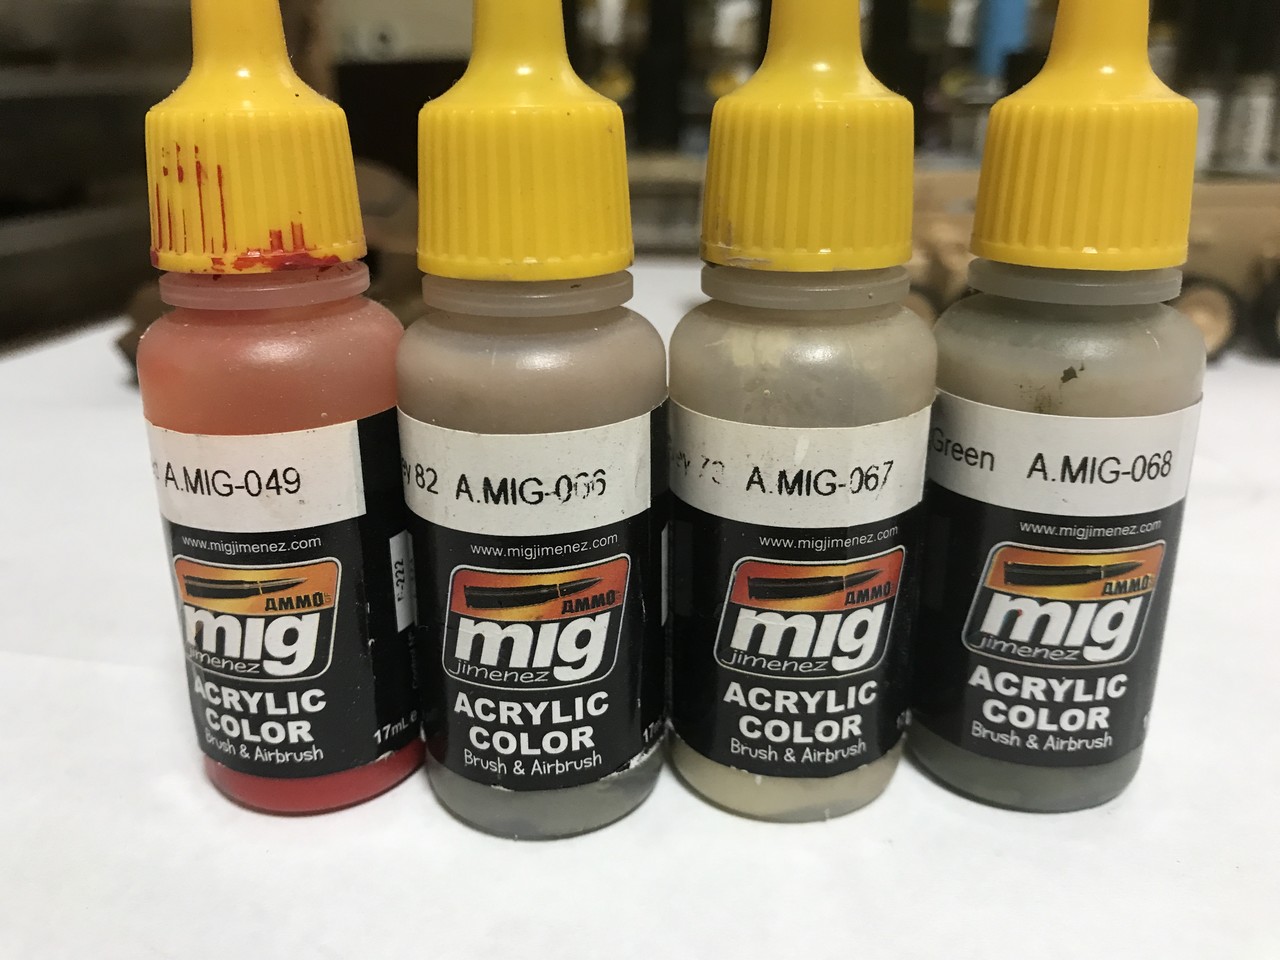 A.MIG-049
www.migjimenez.com
AMMO
mig
jimenez
ACRYLIC
COLOR
Brush & Airbrush
17mL e
82 A.MIG-066
www.migjimenez.com
AMMO
mig
jimenez
ACRYLIC
COLOR
Brush & Airbrush
A.MIG-067
www.migjimenez.com
AMMO
mig
jimenez
ACRYLIC
COLOR
Brush & Airbrush
Green A.MIG-068
www.migjimenez.com
AMMO
mig
jimenez
ACRYLIC
COLOR
Brush & Airbrush